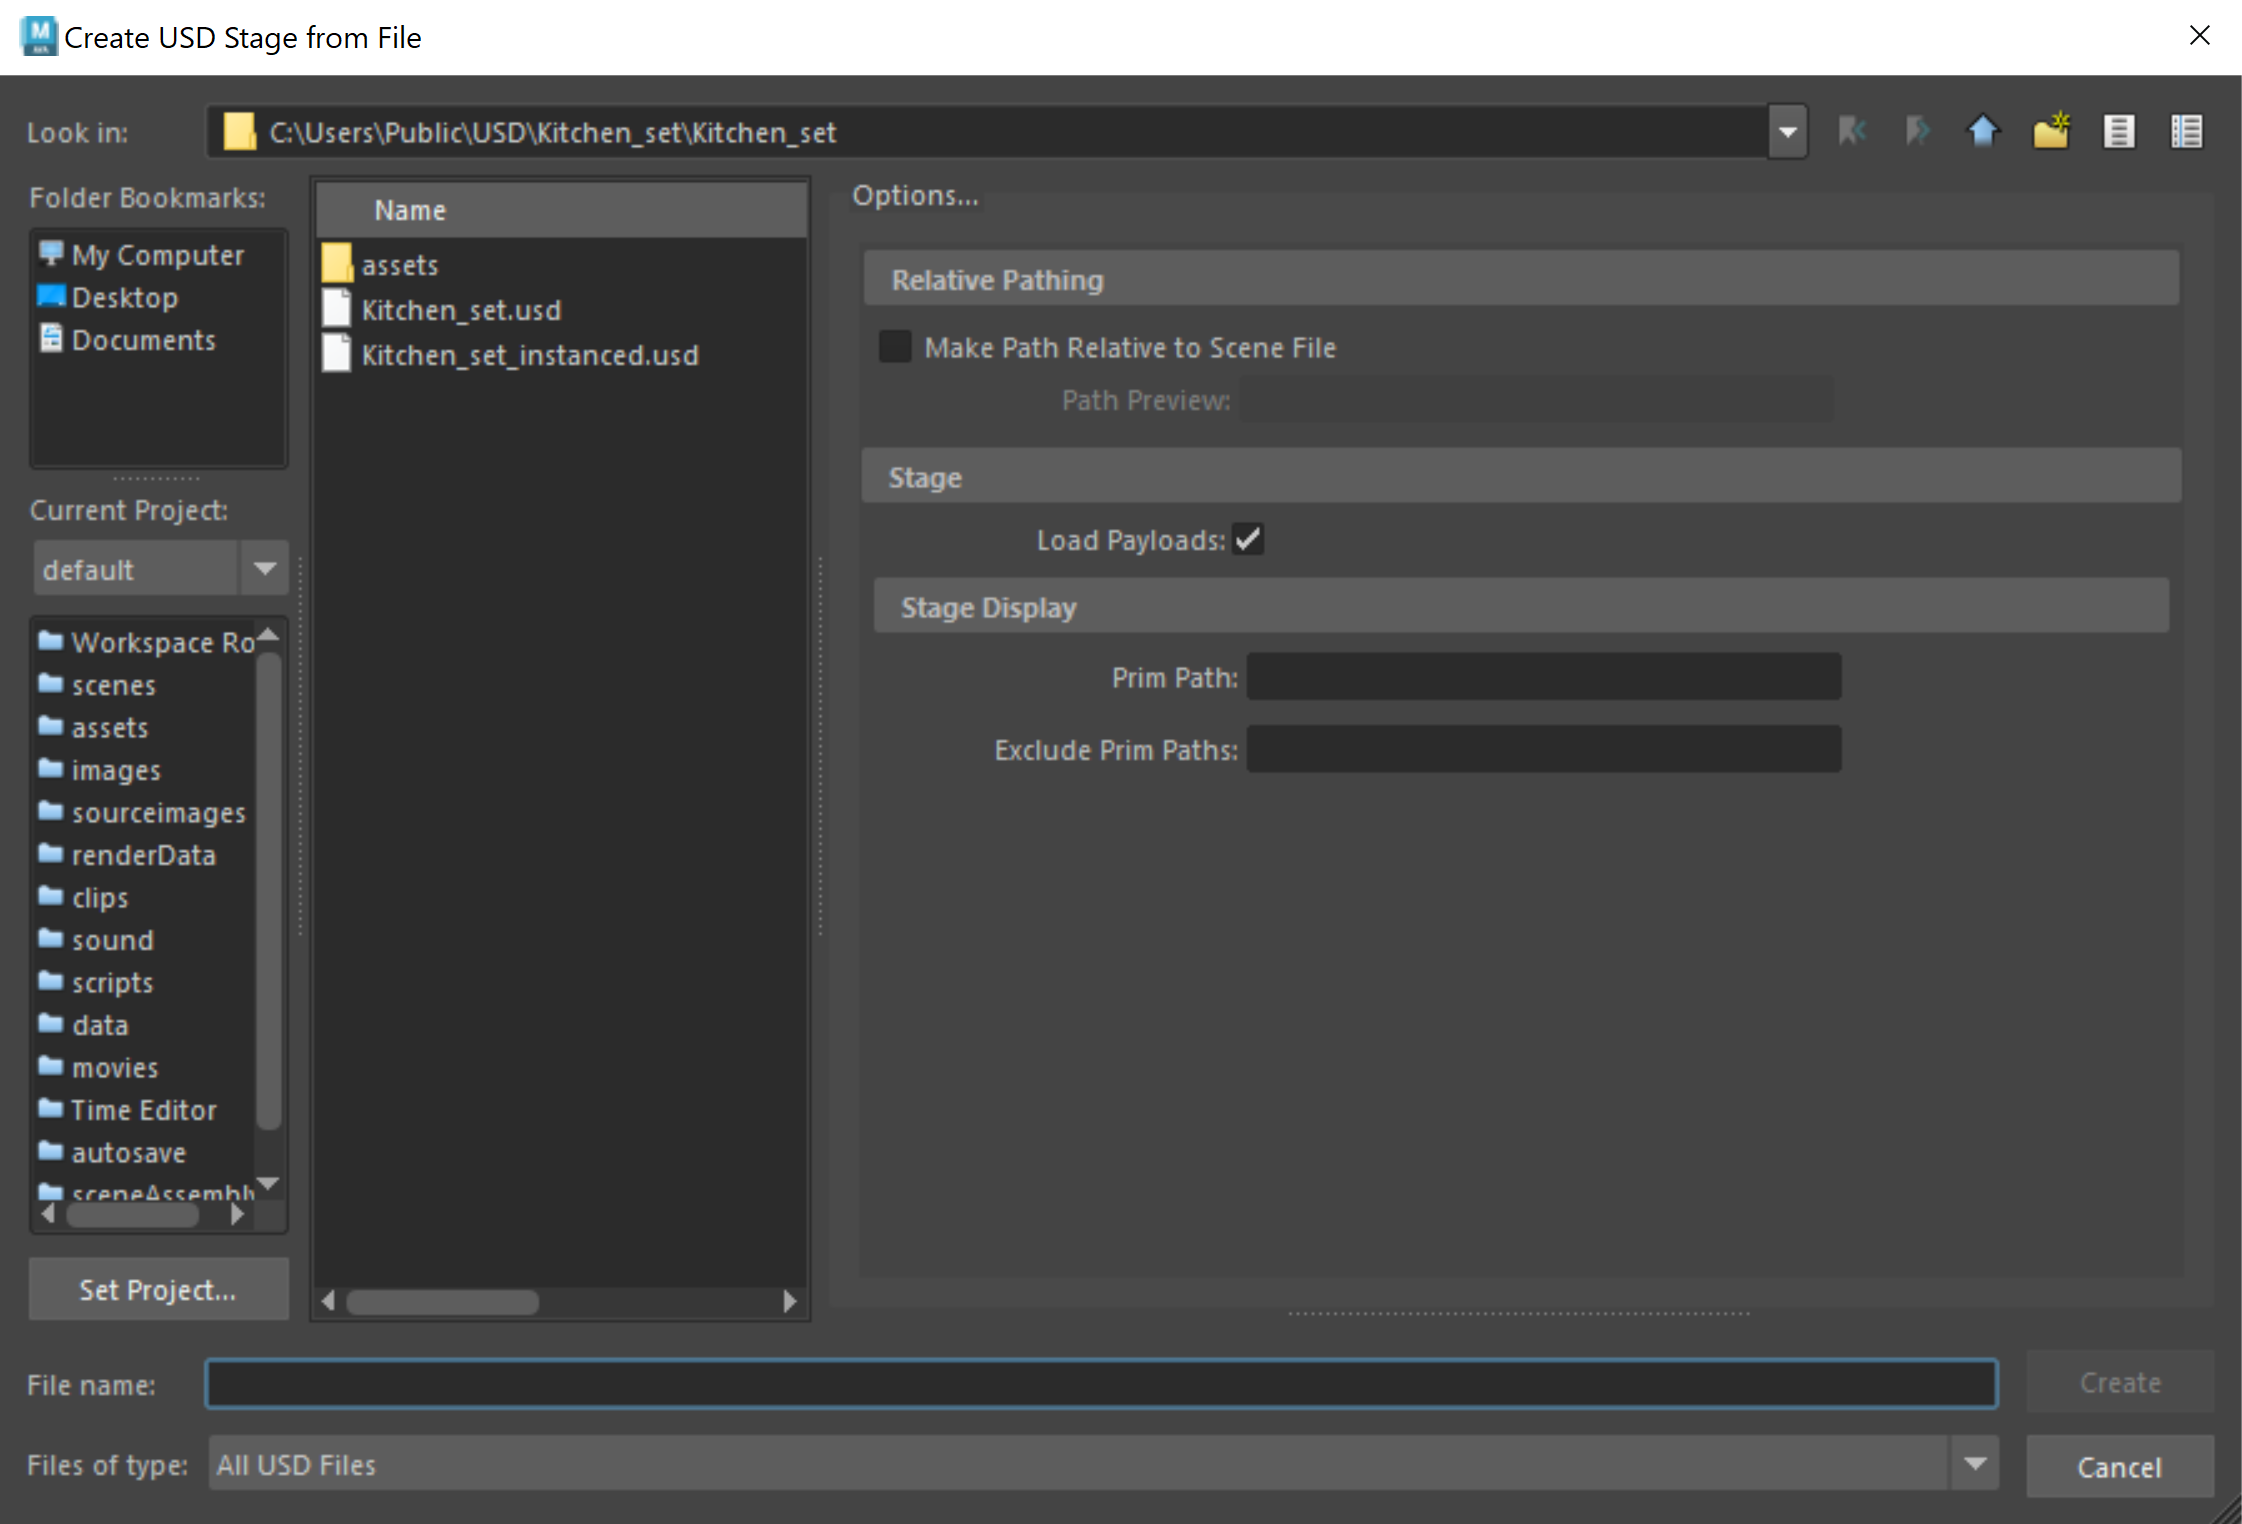 Create USD Stage from File
Look in:
C:\Users\Public\USD\Kitchen_set\Kitchen_set
Folder Bookmarks:
My Computer
Desktop
Documents
Current Project:
default
Workspace Ro
scenes
assets
images
sourceimages
renderData
clips
sound
scripts
data
movies
Time Editor
autosave
sceneAssembly
Set Project...
Name
assets
Kitchen_set.usd
Kitchen_set_instanced.usd
Options...
Relative Pathing
Make Path Relative to Scene File
Path Preview:
Stage
Load Payloads:
Stage Display
Prim Path:
Exclude Prim Paths:
File name:
Create
Files of type:
All USD Files
Cancel